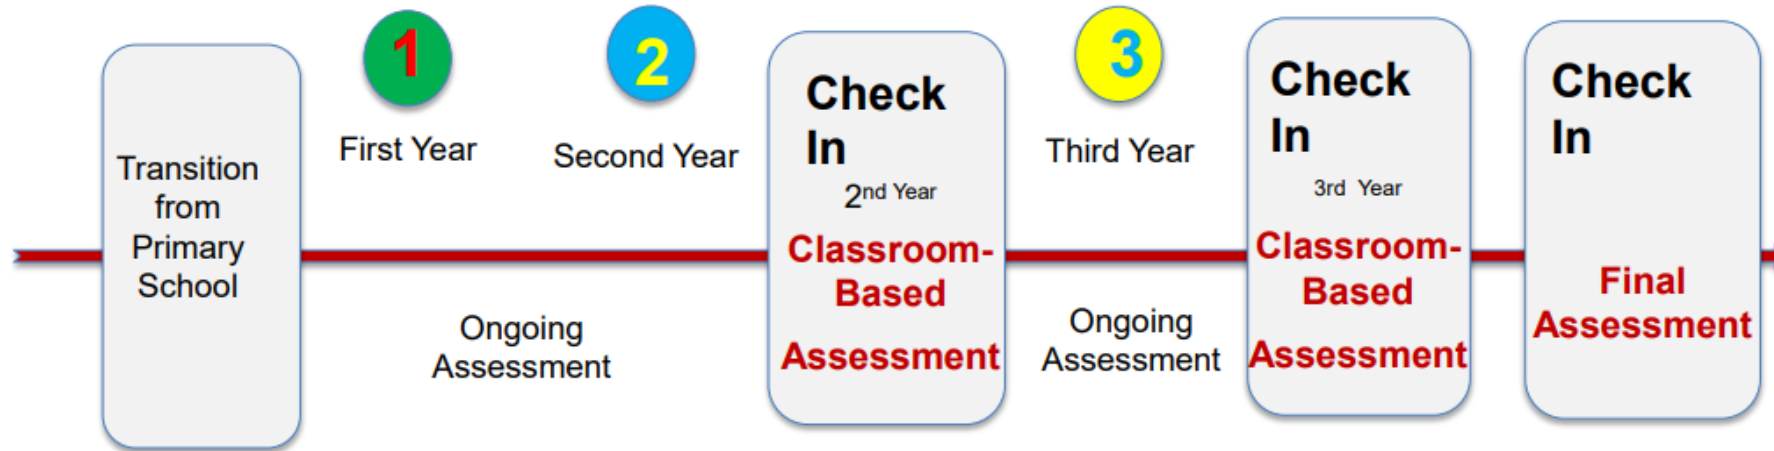 Transition
from
Primary
School
1
First Year
2
Second Year
Ongoing
Assessment
Check
In
2nd Year
Classroom-
Based
Assessment
3
Third Year
Ongoing
Assessment
Check
In
3rd Year
Classroom-
Based
Assessment
Check
In
Final
Assessment